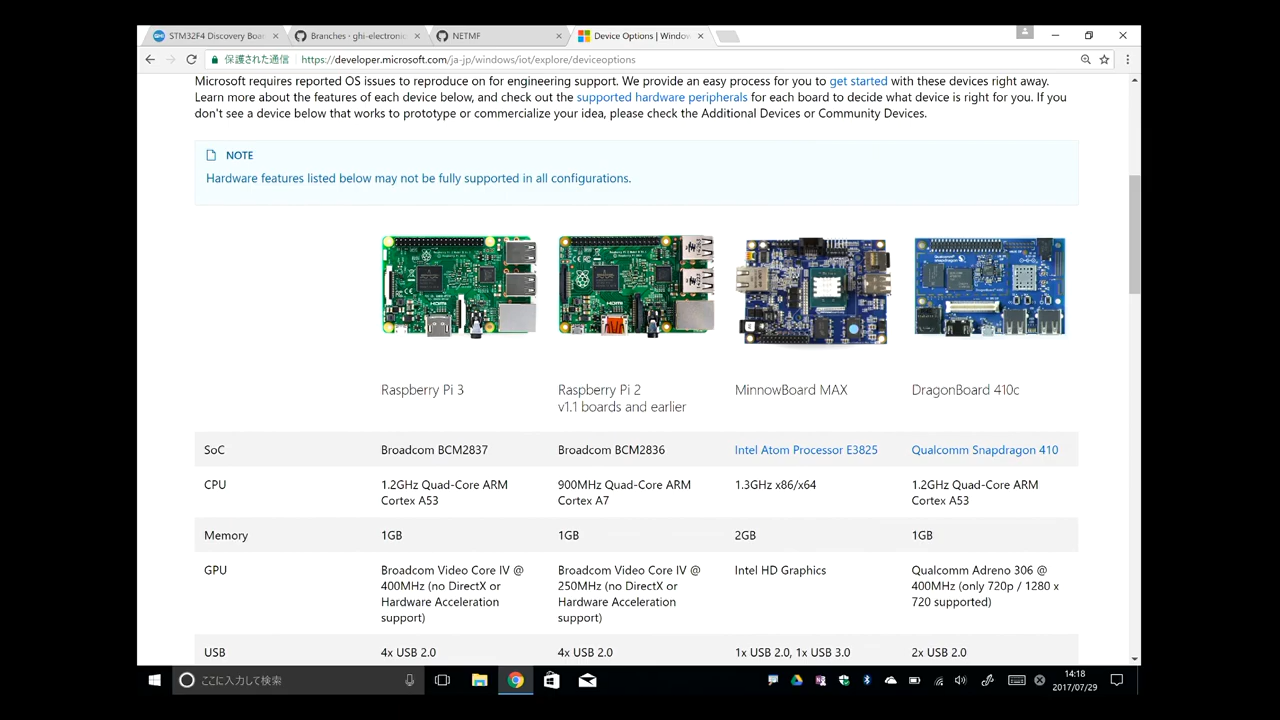 STM32F4 Discovery Boar
Branches · ghi-electronic
NETMF
Device Options | Window
保護された通信
https://developer.microsoft.com/ja-jp/windows/iot/explore/deviceoptions
Microsoft requires reported OS issues to reproduce on for engineering support. We provide an easy process for you to get started with these devices right away.
Learn more about the features of each device below, and check out the supported hardware peripherals for each board to decide what device is right for you. If you
don't see a device below that works to prototype or commercialize your idea, please check the Additional Devices or Community Devices.
NOTE
Hardware features listed below may not be fully supported in all configurations.
Raspberry Pi 3
Raspberry Pi 2
v1.1 boards and earlier
MinnowBoard MAX
DragonBoard 410c
SoC
Broadcom BCM2837
Broadcom BCM2836
Intel Atom Processor E3825
Qualcomm Snapdragon 410
CPU
1.2GHz Quad-Core ARM
Cortex A53
900MHz Quad-Core ARM
Cortex A7
1.3GHz x86/x64
1.2GHz Quad-Core ARM
Cortex A53
Memory
1GB
1GB
2GB
1GB
GPU
Broadcom Video Core IV @
400MHz (no DirectX or
Hardware Acceleration
support)
Broadcom Video Core IV @
250MHz (no DirectX or
Hardware Acceleration
support)
Intel HD Graphics
Qualcomm Adreno 306 @
400MHz (only 720p / 1280 x
720 supported)
USB
4x USB 2.0
4x USB 2.0
1x USB 2.0, 1x USB 3.0
2x USB 2.0
ここに入力して検索
14:18
2017/07/29